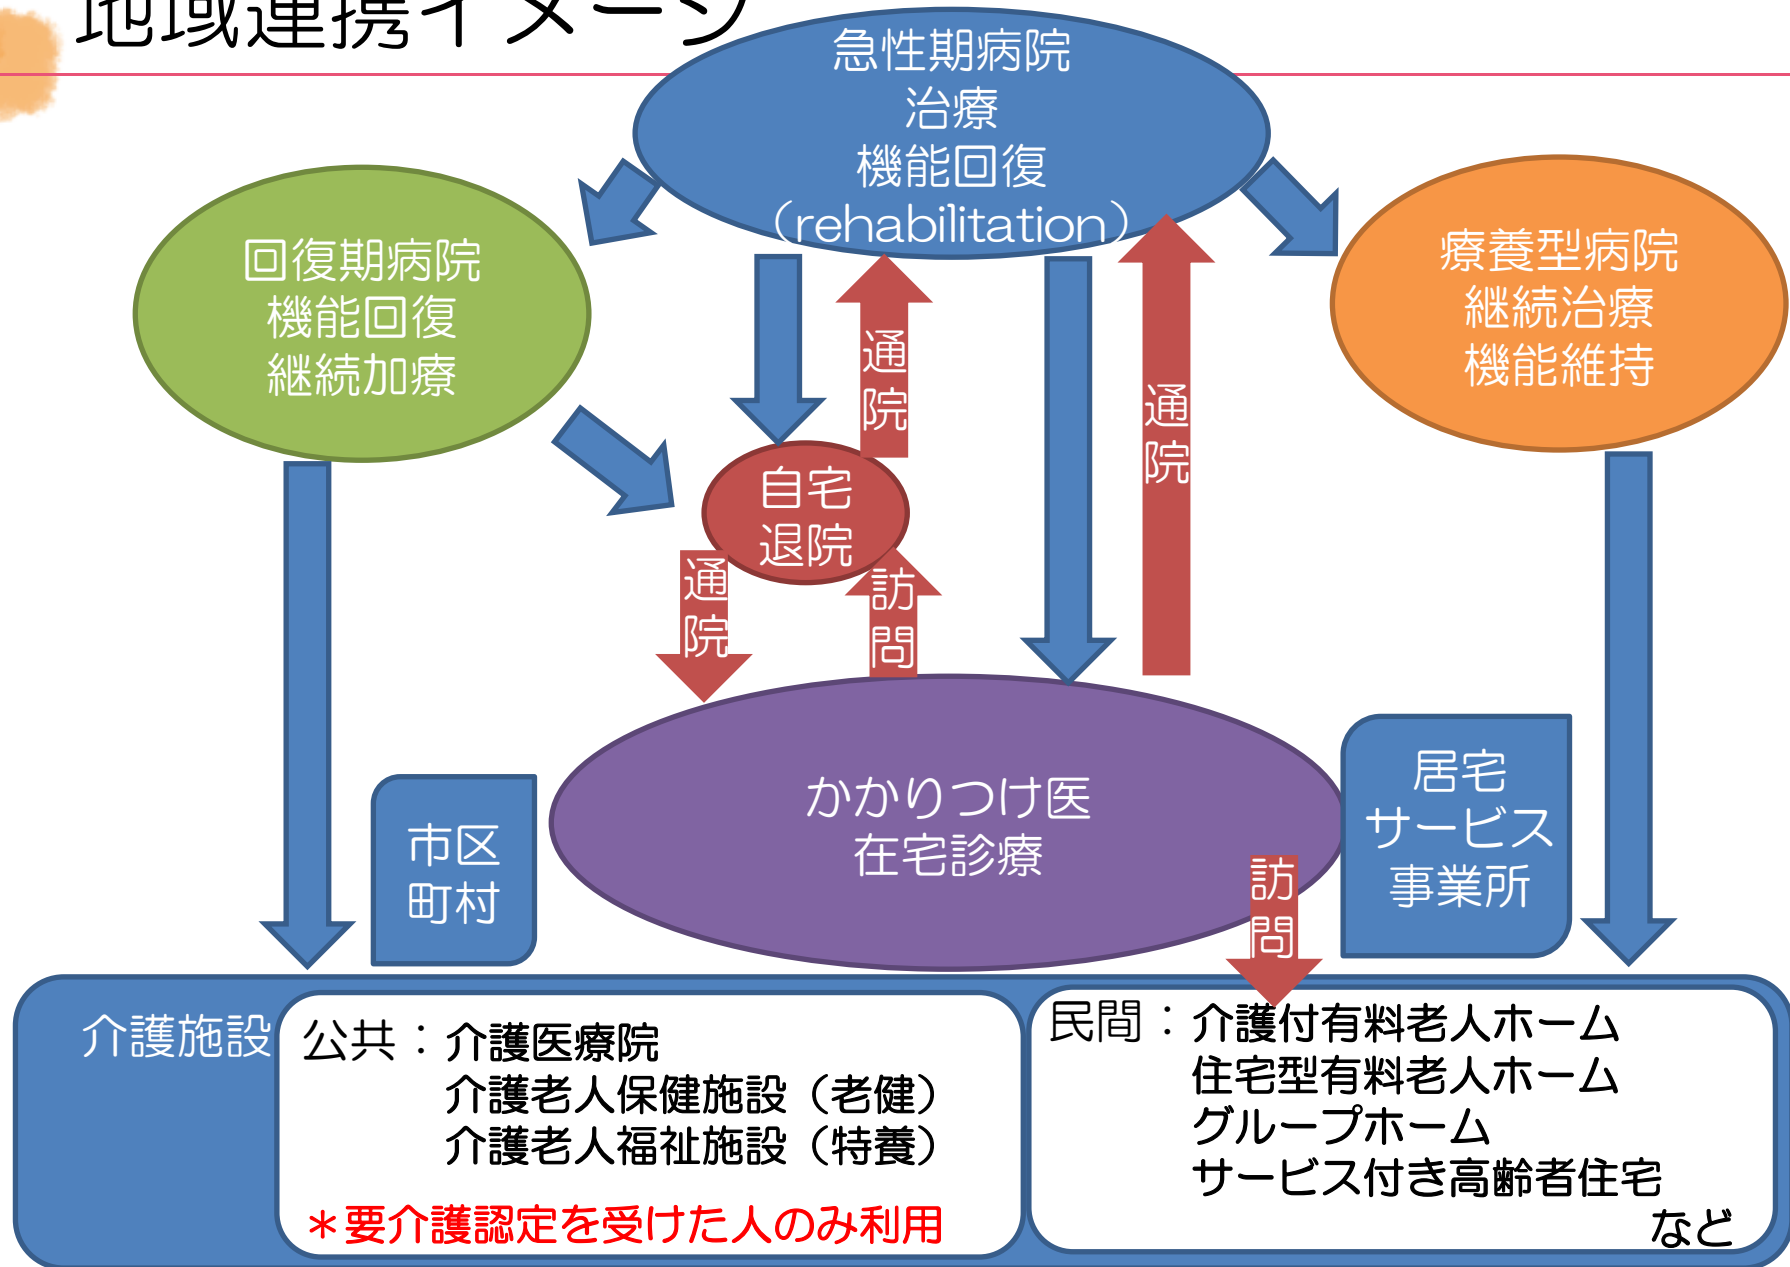 地域連携イメージ
急性期病院
治療
機能回復
（rehabilitation）
回復期病院
機能回復
継続加療
療養型病院
継続治療
機能維持
通院
通院
自宅
退院
通院
訪問
かかりつけ医
在宅診療
市区
町村
居宅
サービス
事業所
訪問
介護施設
公共：介護医療院
介護老人保健施設（老健）
介護老人福祉施設（特養）
＊要介護認定を受けた人のみ利用
民間：介護付有料老人ホーム
住宅型有料老人ホーム
グループホーム
サービス付き高齢者住宅
など